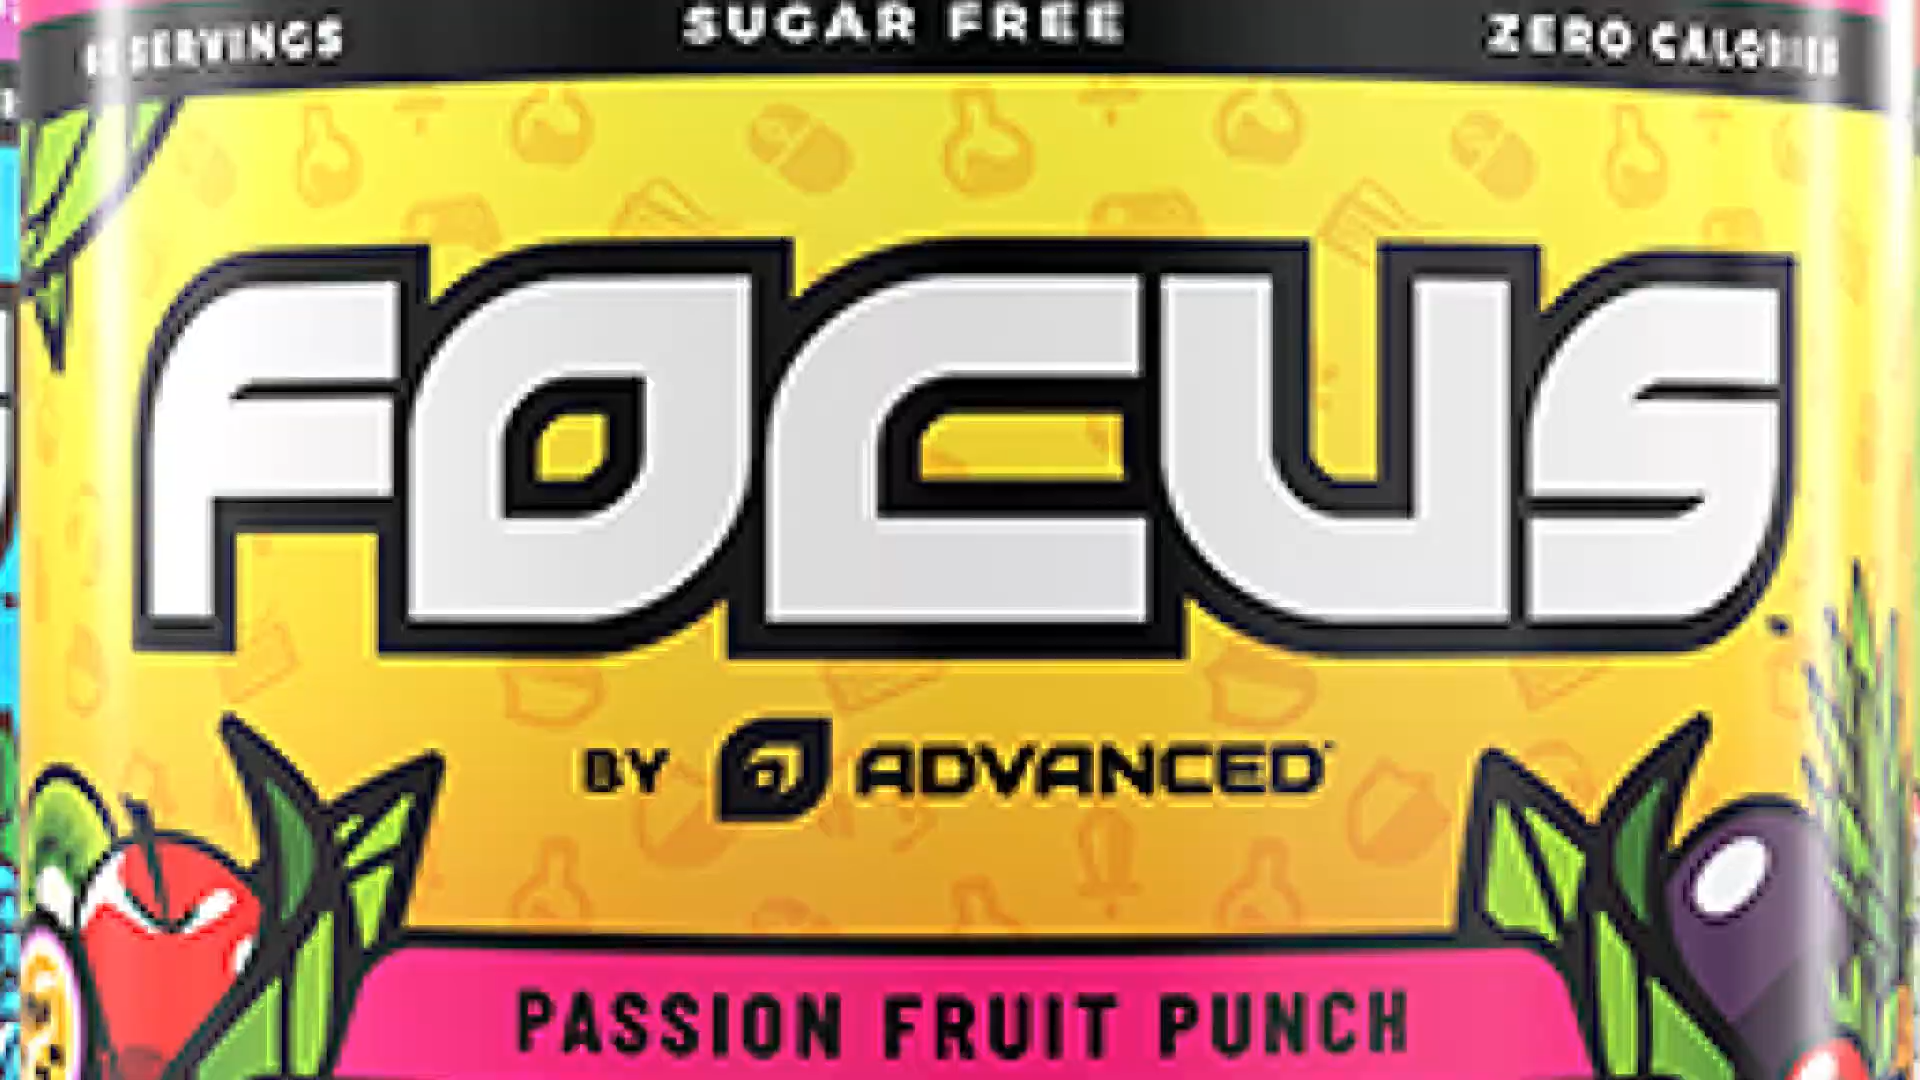 SERVINGS
SUGAR FREE
ZERO CALORIES
FOCUS
BY ADVANCED
PASSION FRUIT PUNCH